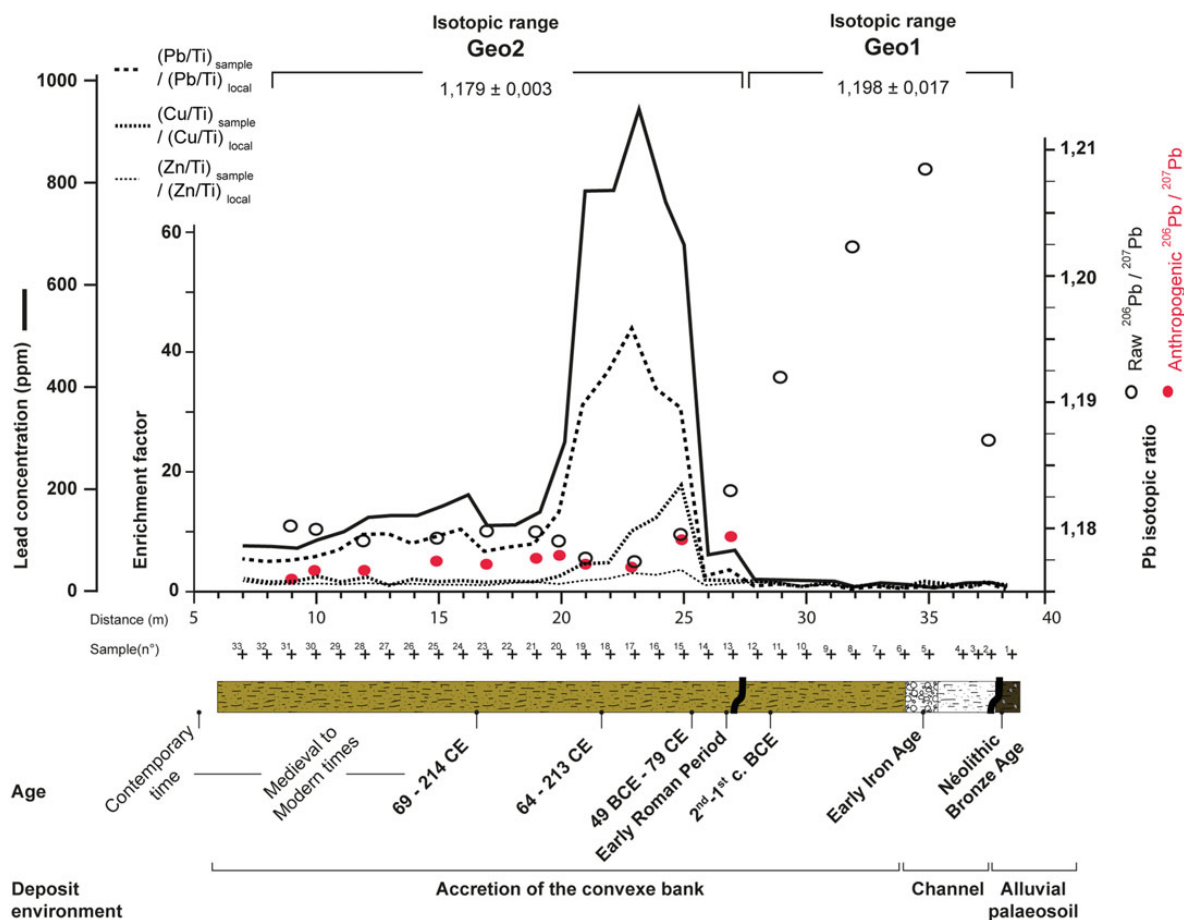 Isotopic range
Geo2
1,179 ± 0,003
Isotopic range
Geo1
1,198 ± 0,017
(Pb/Ti) sample
/ (Pb/Ti) local
(Cu/Ti) sample
/ (Cu/Ti) local
(Zn/Ti) sample
/ (Zn/Ti) local
Lead concentration (ppm)
1000
800
600
400
200
0
Enrichment factor
60
40
20
0
1,21
1,20
1,19
1,18
Pb isotopic ratio
Raw 206Pb / 207Pb
Anthropogenic 206Pb / 207Pb
Distance (m)
5 10 15 20 25 30 35 40
Sample(n°)
33 32 31 30 29 28 27 26 25 24 23 22 21 20 19 18 17 16 15 14 13 12 11 10 9 8 7 6 5 4 3 2 1
Age
Contemporary
time
Medieval to
Modern times
69 - 214 CE
64 - 213 CE
49 BCE - 79 CE
Early Roman Period
2nd-1st c. BCE
Early Iron Age
Néolithic
Bronze Age
Deposit
environment
Accretion of the convexe bank
Channel
Alluvial
palaeosoil